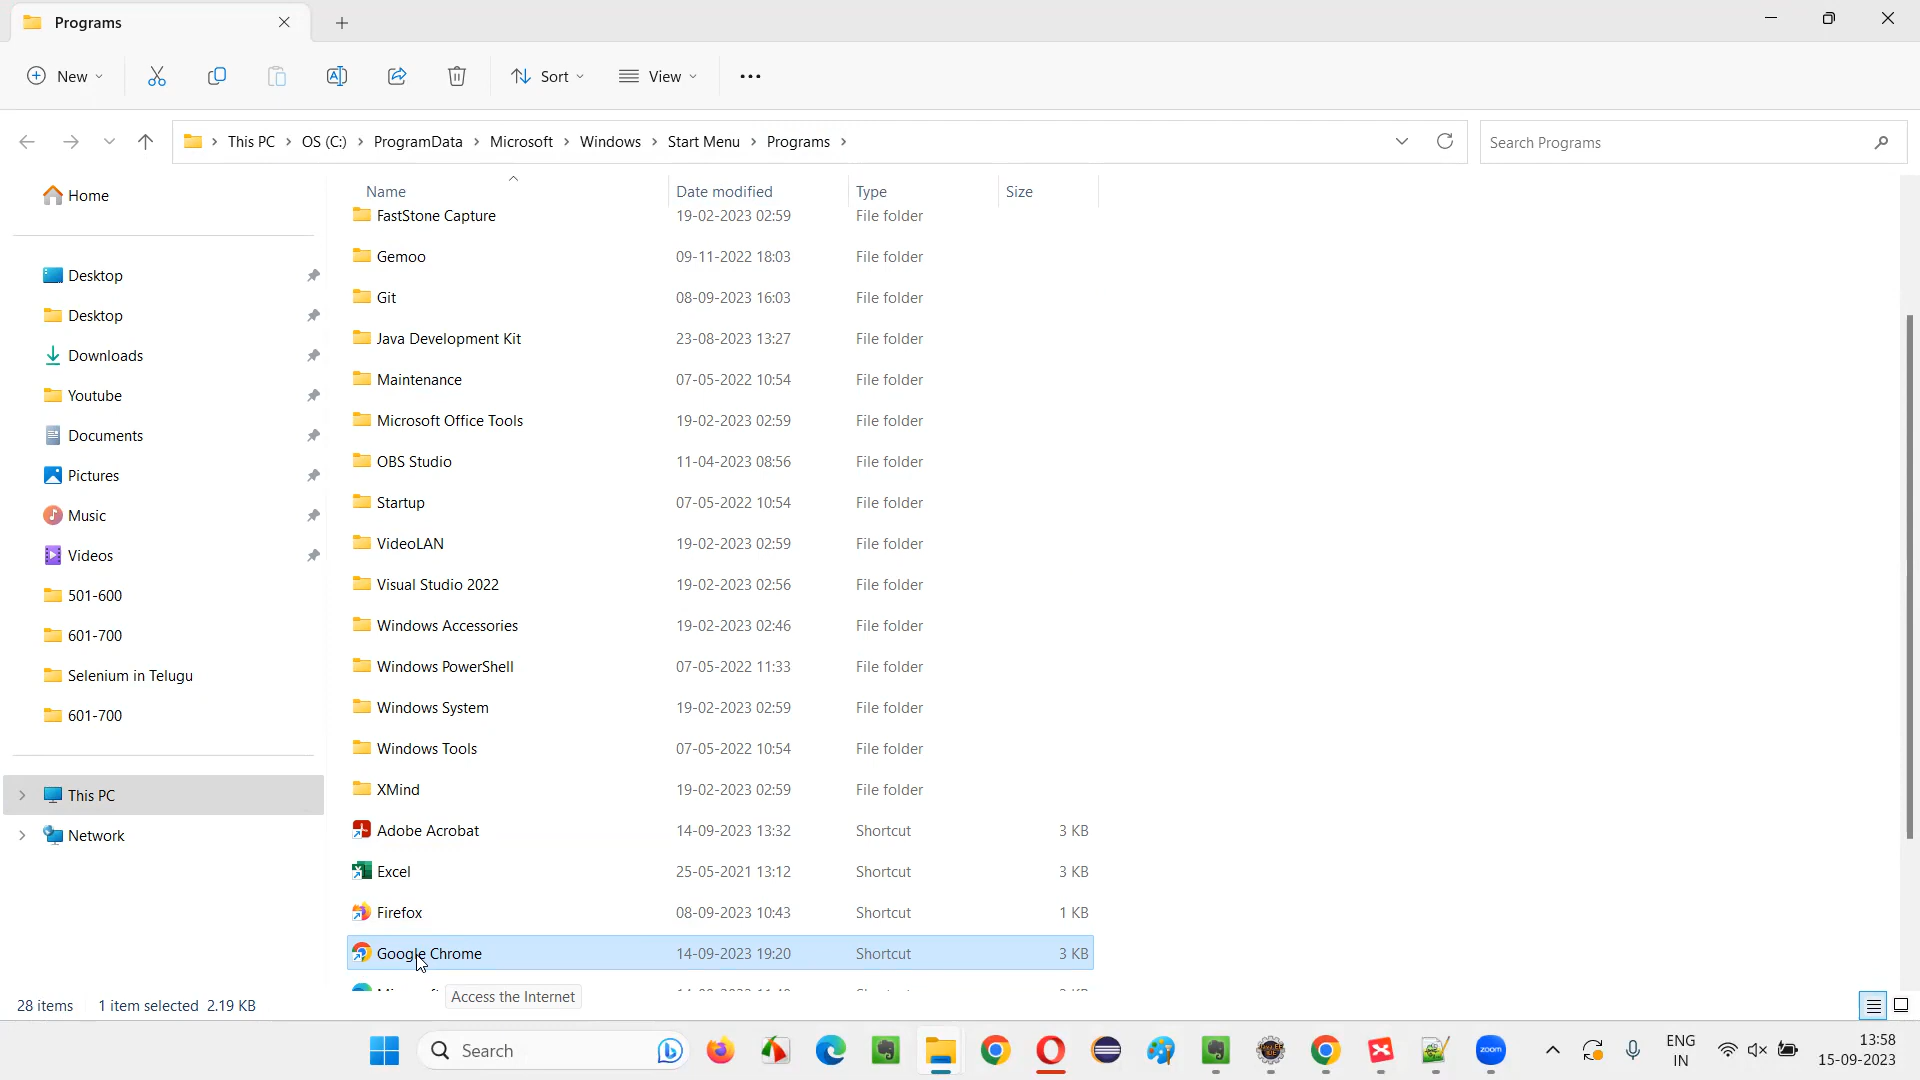 Programs
New
Sort
View
This PC > OS (C:) > ProgramData > Microsoft > Windows > Start Menu > Programs >
Search Programs
Home
Desktop
Desktop
Downloads
Youtube
Documents
Pictures
Music
Videos
501-600
601-700
Selenium in Telugu
601-700
This PC
Network
Name Date modified Type Size
FastStone Capture 19-02-2023 02:59 File folder
Gemoo 09-11-2022 18:03 File folder
Git 08-09-2023 16:03 File folder
Java Development Kit 23-08-2023 13:27 File folder
Maintenance 07-05-2022 10:54 File folder
Microsoft Office Tools 19-02-2023 02:59 File folder
OBS Studio 11-04-2023 08:56 File folder
Startup 07-05-2022 10:54 File folder
VideoLAN 19-02-2023 02:59 File folder
Visual Studio 2022 19-02-2023 02:56 File folder
Windows Accessories 19-02-2023 02:46 File folder
Windows PowerShell 07-05-2022 11:33 File folder
Windows System 19-02-2023 02:59 File folder
Windows Tools 07-05-2022 10:54 File folder
XMind 19-02-2023 02:59 File folder
Adobe Acrobat 14-09-2023 13:32 Shortcut 3 KB
Excel 25-05-2021 13:12 Shortcut 3 KB
Firefox 08-09-2023 10:43 Shortcut 1 KB
Google Chrome 14-09-2023 19:20 Shortcut 3 KB
Access the Internet
28 items 1 item selected 2.19 KB
Search
zoom
ENG
IN
13:58
15-09-2023